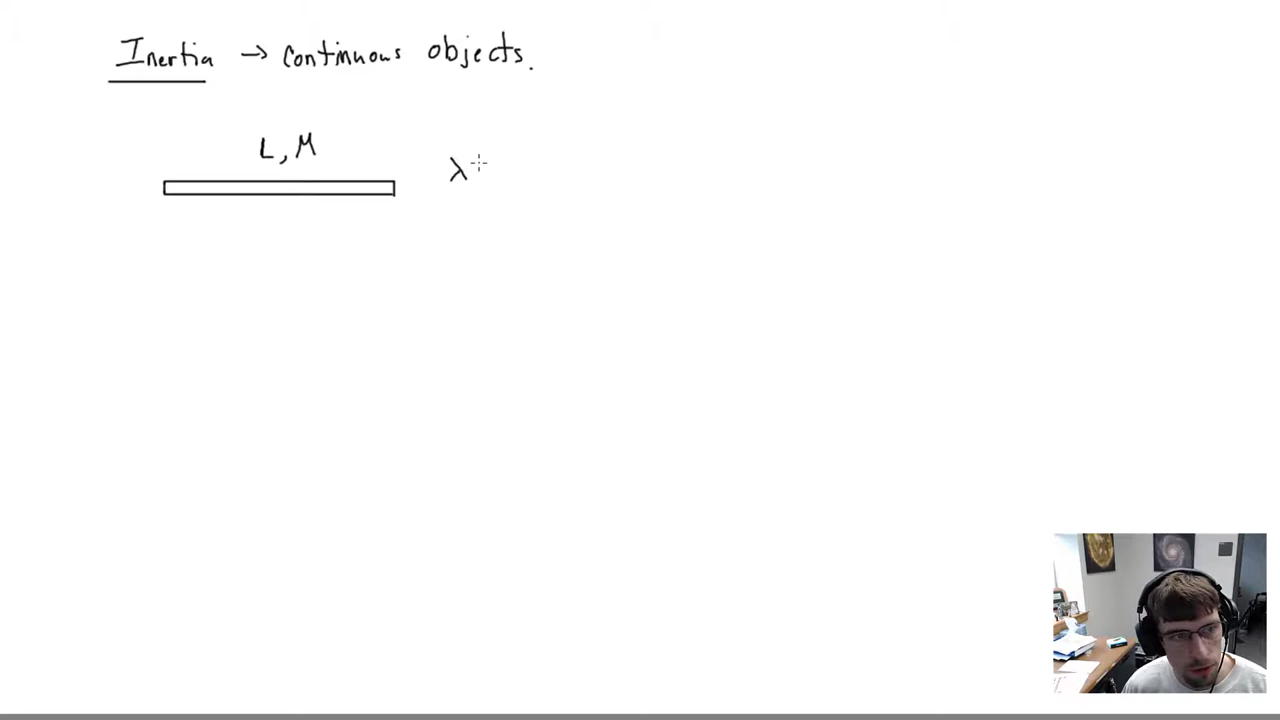 Inertia → continuous objects.
L, M
λ